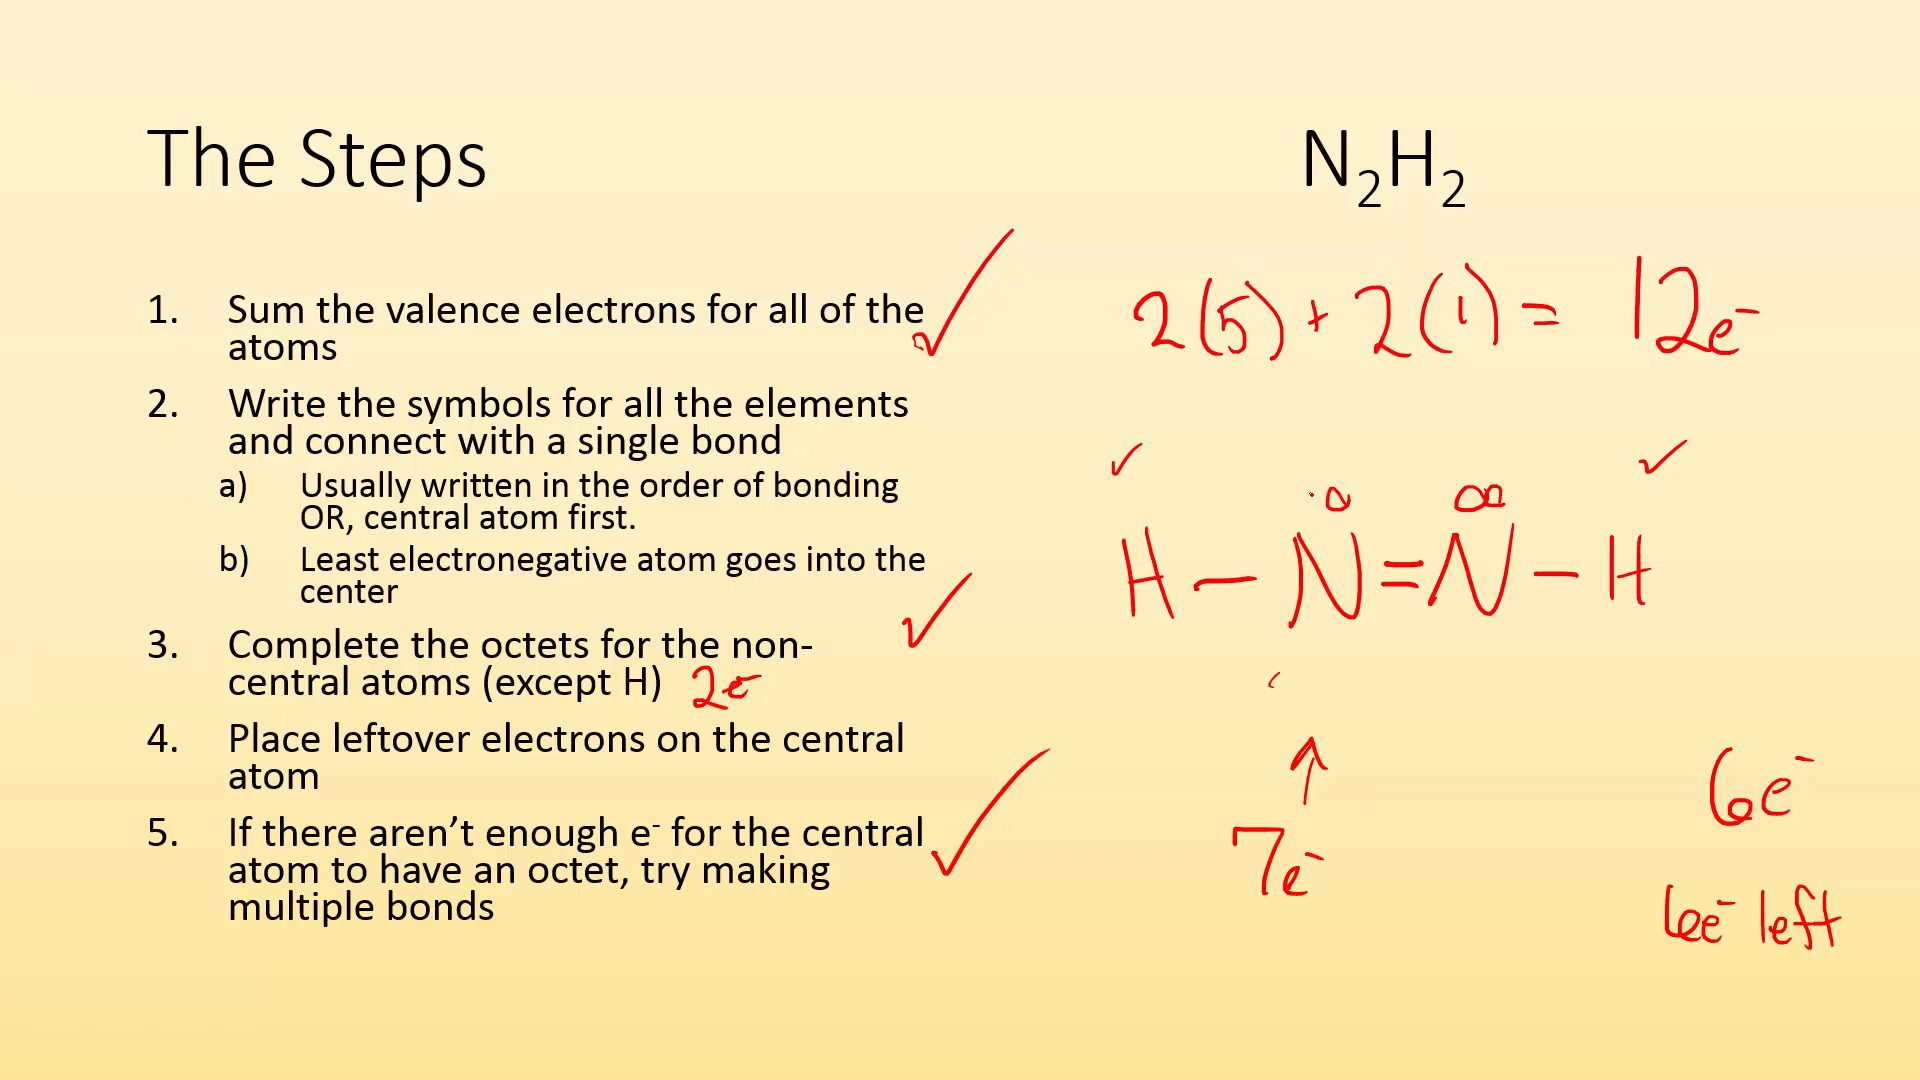 The Steps
N₂H₂
1. Sum the valence electrons for all of the
atoms
2(5) + 2(1) = 12e⁻
2. Write the symbols for all the elements
and connect with a single bond
a) Usually written in the order of bonding
OR, central atom first.
b) Least electronegative atom goes into the
center
H – N = N – H
3. Complete the octets for the non-
central atoms (except H) 2e⁻
4. Place leftover electrons on the central
atom
5. If there aren’t enough e⁻ for the central
atom to have an octet, try making
multiple bonds
7e⁻
6e⁻
6e⁻ left